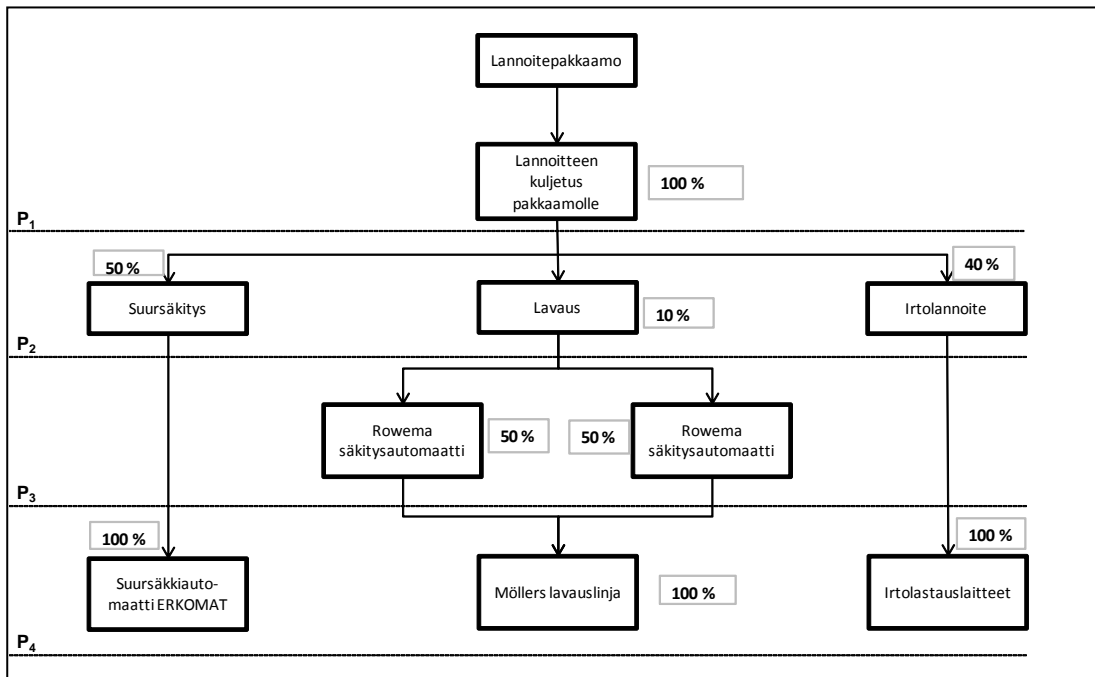 Lannoitepakkaamo
Lannoitteen
kuljetus
pakkaamolle
100 %
P1
50 %
40 %
Suursäkitys
Lavaus
10 %
Irtolannoite
P2
Rowema
säkitysautomaatti
50 %
50 %
Rowema
säkitysautomaatti
P3
100 %
100 %
Suursäkkiauto-
maatti ERKOMAT
Möllers lavauslinja
100 %
Irtolastauslaitteet
P4